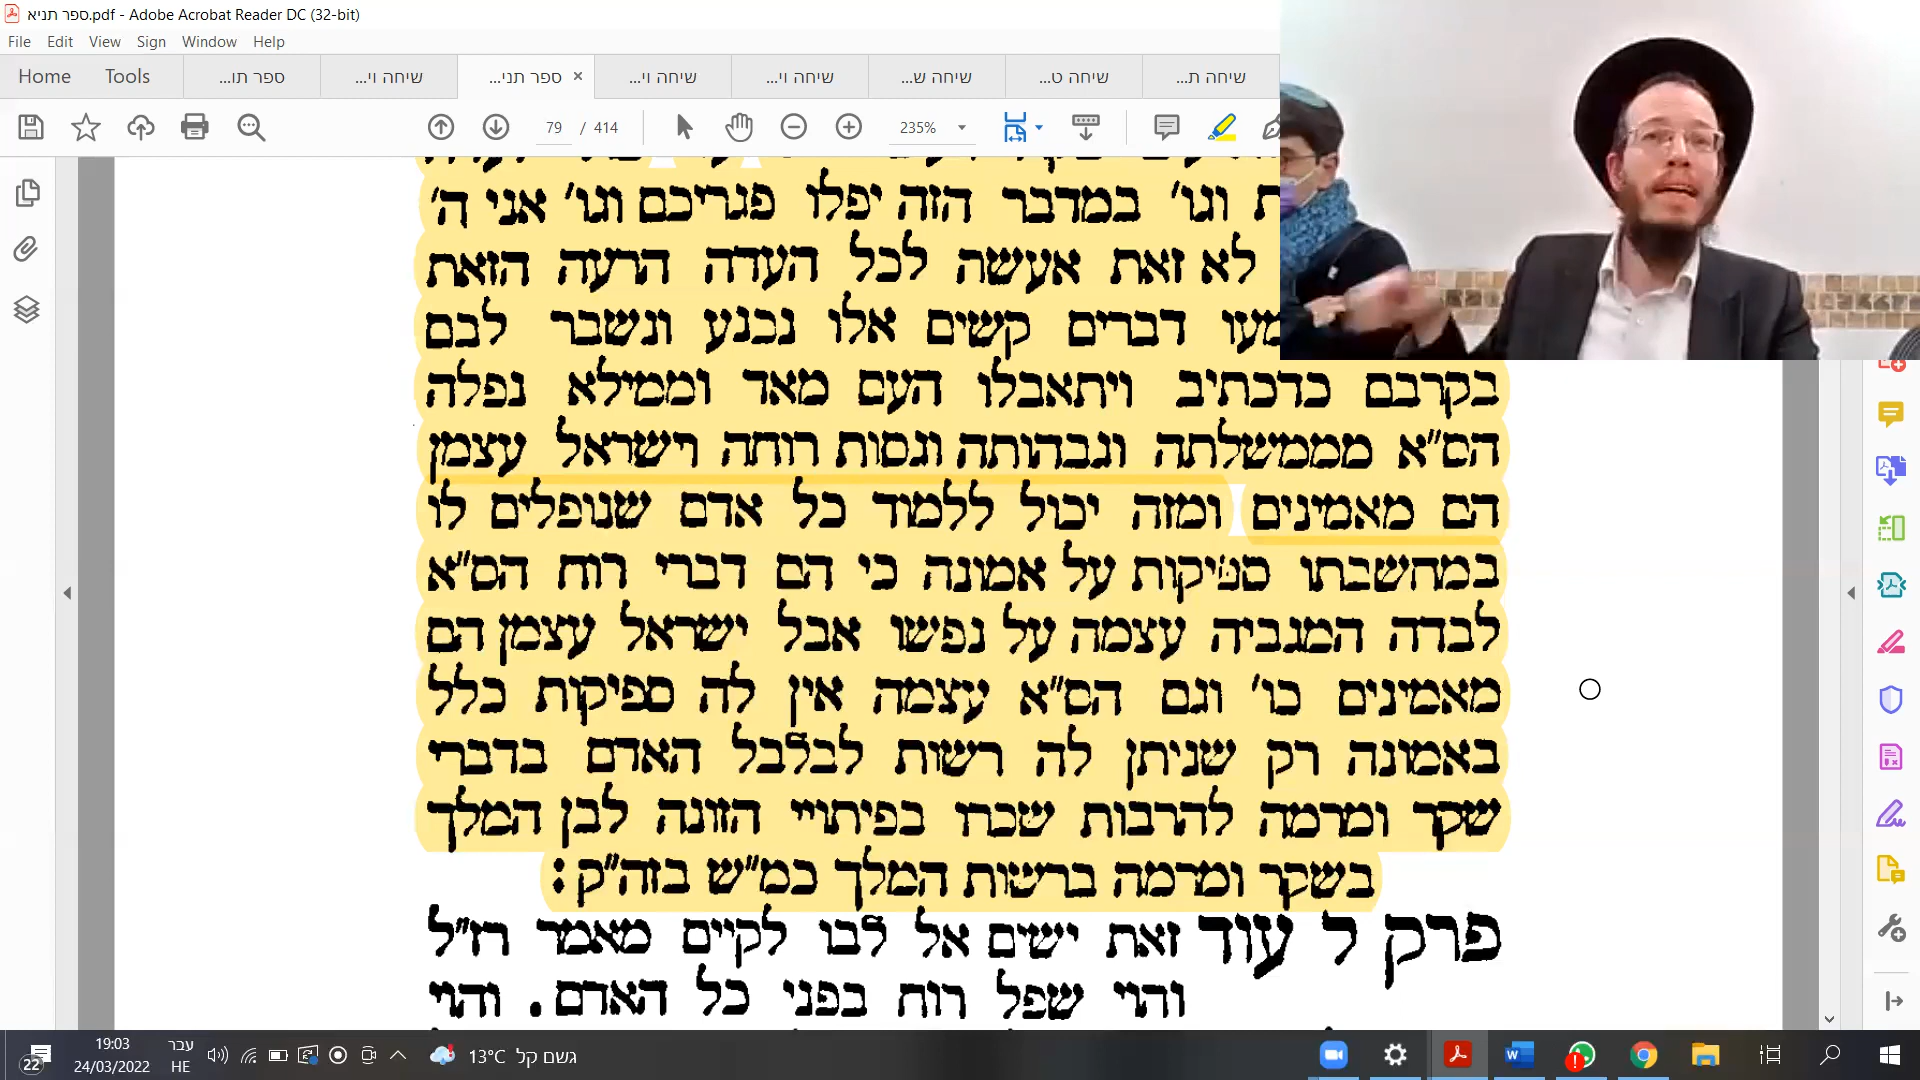 ספר תניא.pdf - Adobe Acrobat Reader DC (32-bit)
File Edit View Sign Window Help
Home Tools ספר תו... שיחה וי... ספר תני... × שיחה וי... שיחה וי... שיחה ש... שיחה ט... שיחה ת...
79 / 414 235%
ת וגו' במדבר הזה יפלו פגריכם וגו' אני ה'
לא זאת אעשה לכל העדה הרעה הזאת
דברים קשים אלו נכנע ונשבר לבם
בקרבם כדכתיב ויתאבלו העם מאד וממילא נפלה
הס"א מממשלתה וגבהותה וגסות רוחה וישראל עצמן
הם מאמינים ומזה יכול ללמוד כל אדם שנופלים לו
במחשבתו ספיקות על אמונה כי הם דברי רוח הס"א
לבדה המגביה עצמה על נפשו אבל ישראל עצמן הם
מאמינים כו' וגם הס"א עצמה אין לה ספיקות כלל
באמונה רק שניתן לה רשות לבלבל האדם בדברי
שקר ומרמה להרבות שכרו בפיתויי הזונה לבן המלך
בשקר ומרמה ברשות המלך כמ"ש בזה"ק :
פרק ל עוד זאת ישים אל לבו לקיים מאמר רז"ל
והוי שפל רוח בפני כל האדם. והוי
22 19:03 24/03/2022 עבר HE 13°C גשם קל